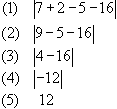 (1) |7 + 2 − 5 − 16|
(2) |9 − 5 − 16|
(3) |4 − 16|
(4) |−12|
(5) 12